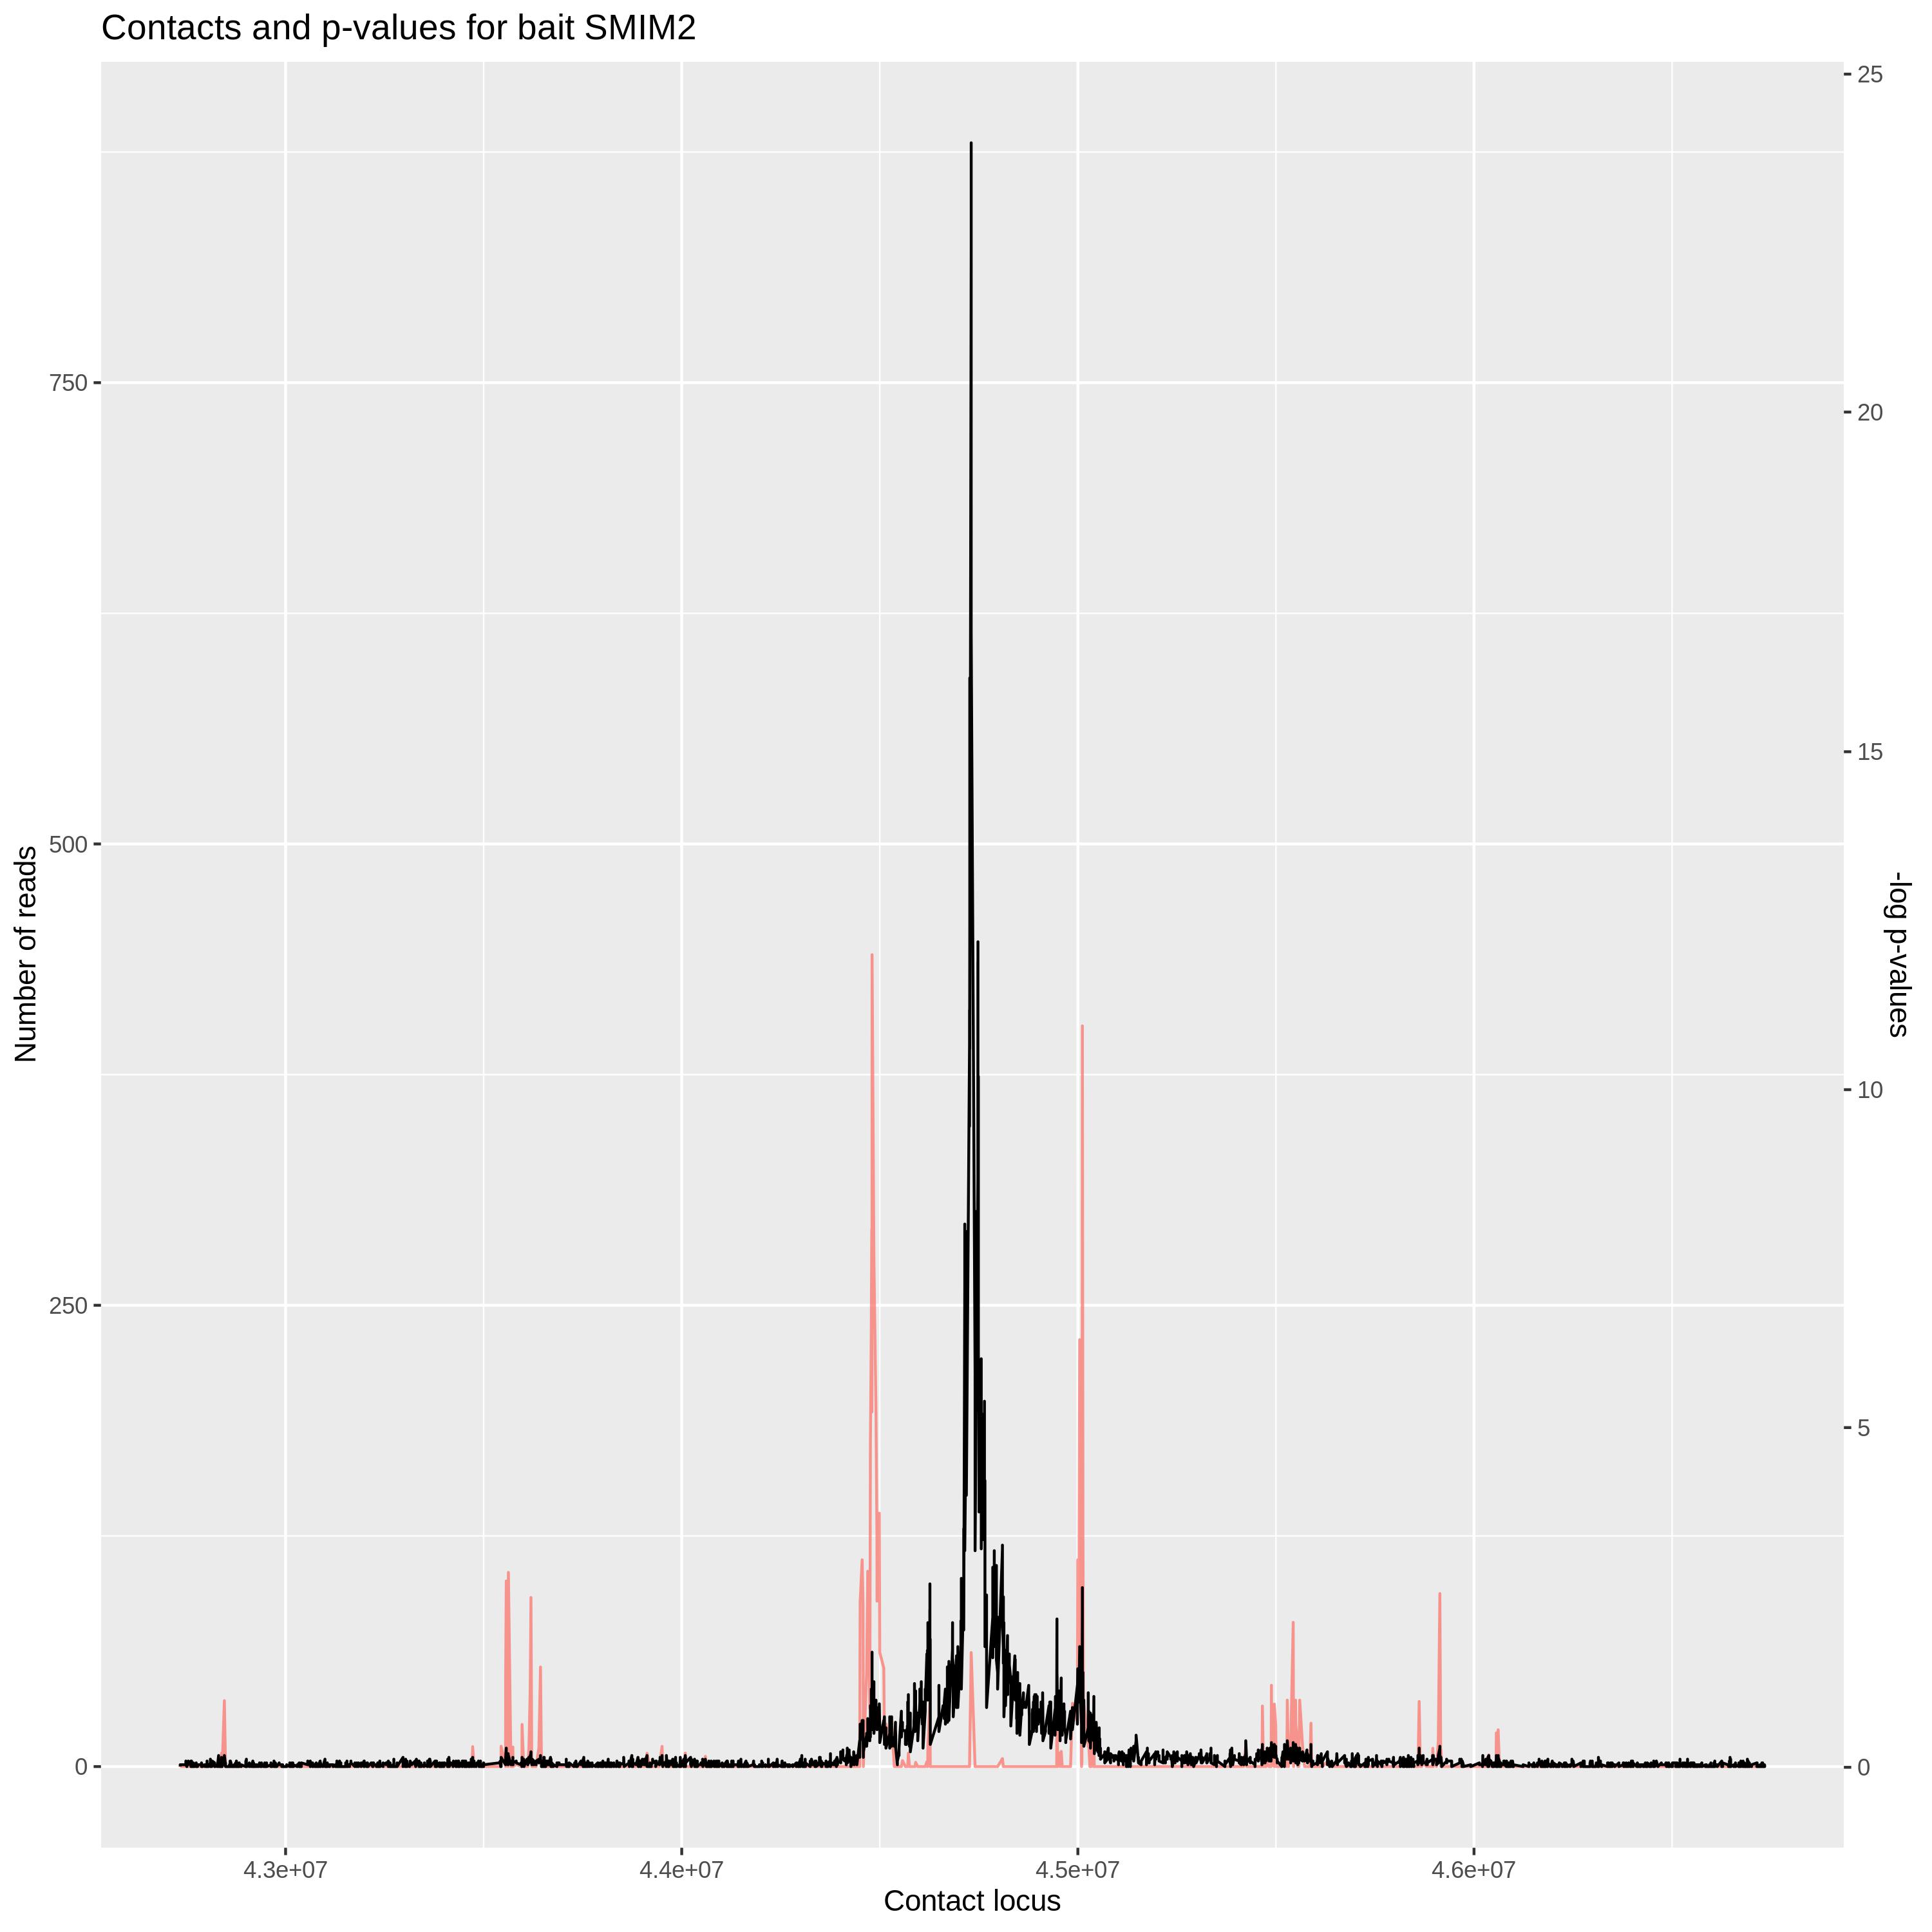 Contacts and p-values for bait SMIM2
Number of reads
750
500
250
0
25
20
15
10
5
0
-log p-values
4.3e+07 4.4e+07 4.5e+07 4.6e+07
Contact locus